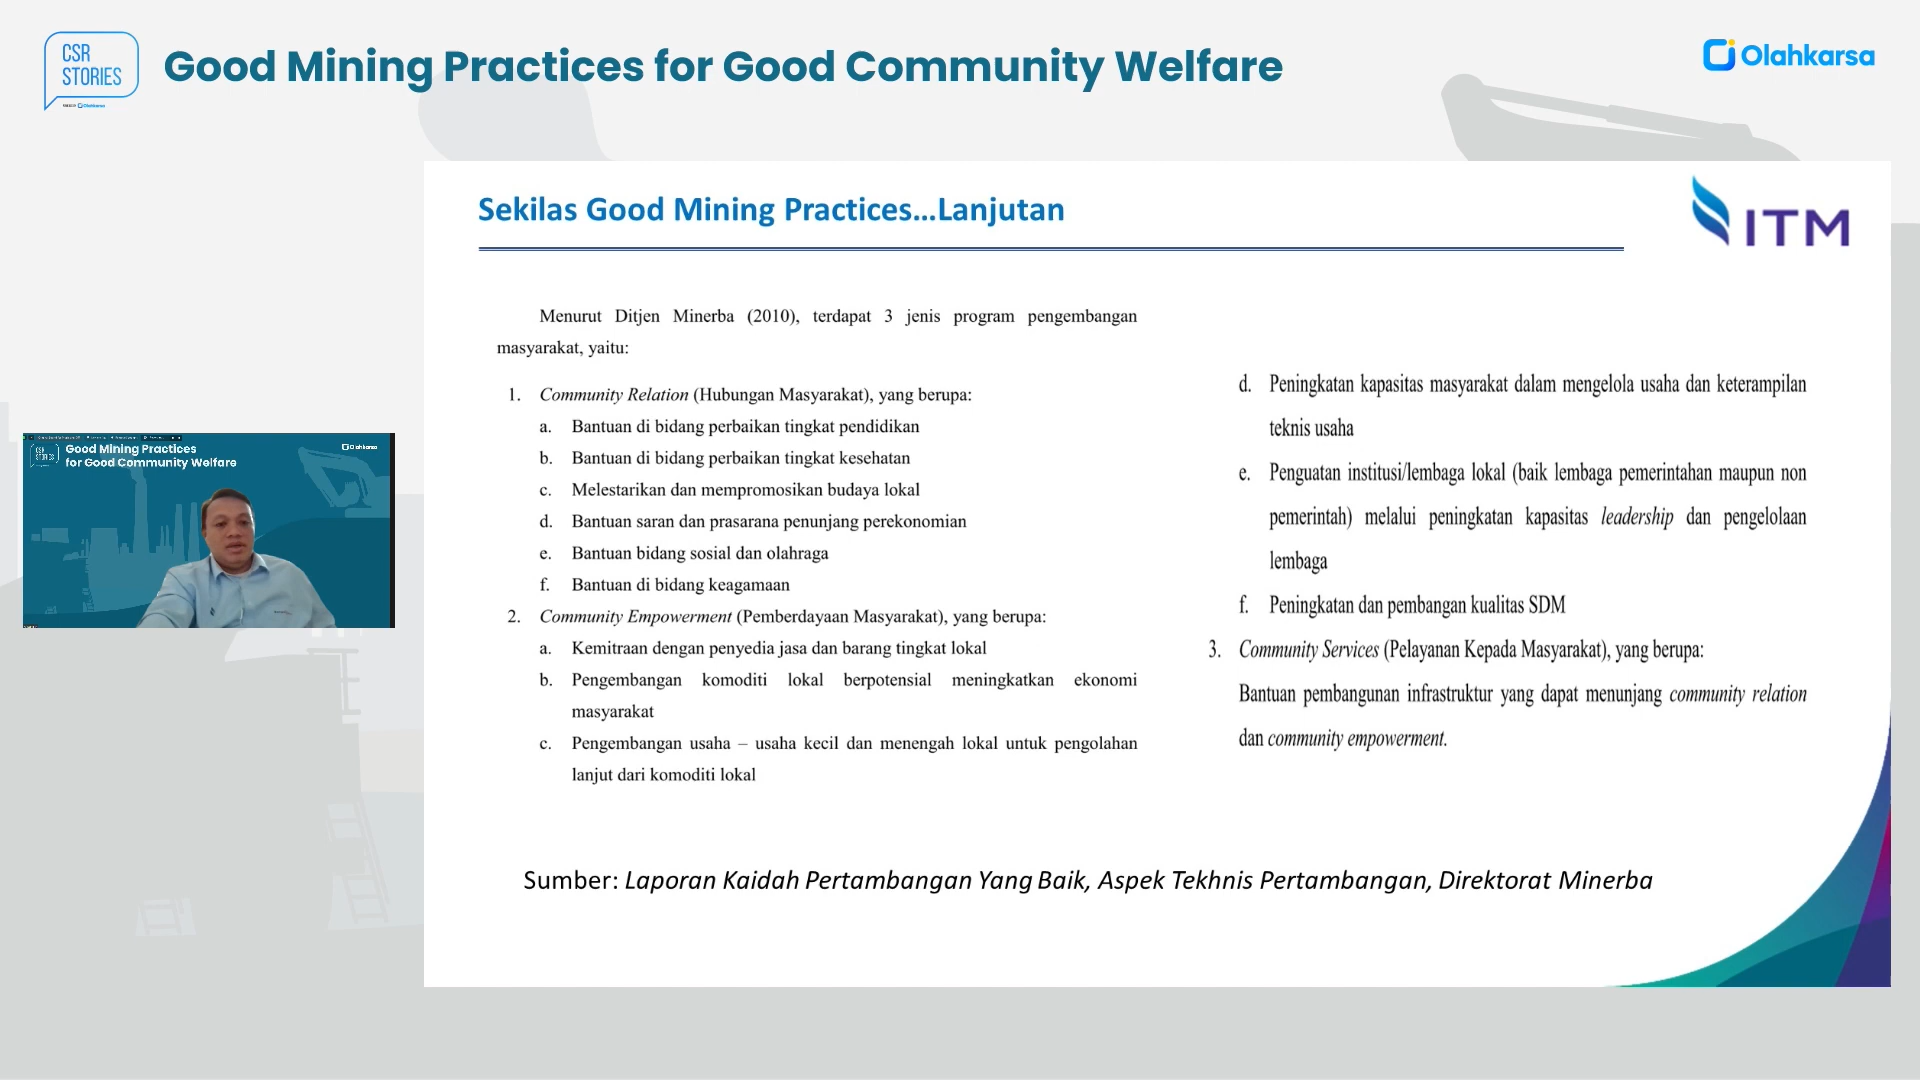 CSR
STORIES
Good Mining Practices for Good Community Welfare
Olahkarsa
Sekilas Good Mining Practices...Lanjutan
ITM
Menurut Ditjen Minerba (2010), terdapat 3 jenis program pengembangan
masyarakat, yaitu:
1. Community Relation (Hubungan Masyarakat), yang berupa:
a. Bantuan di bidang perbaikan tingkat pendidikan
b. Bantuan di bidang perbaikan tingkat kesehatan
c. Melestarikan dan mempromosikan budaya lokal
d. Bantuan saran dan prasarana penunjang perekonomian
e. Bantuan bidang sosial dan olahraga
f. Bantuan di bidang keagamaan
2. Community Empowerment (Pemberdayaan Masyarakat), yang berupa:
a. Kemitraan dengan penyedia jasa dan barang tingkat lokal
b. Pengembangan komoditi lokal berpotensial meningkatkan ekonomi
masyarakat
c. Pengembangan usaha – usaha kecil dan menengah lokal untuk pengolahan
lanjut dari komoditi lokal
d. Peningkatan kapasitas masyarakat dalam mengelola usaha dan keterampilan
teknis usaha
e. Penguatan institusi/lembaga lokal (baik lembaga pemerintahan maupun non
pemerintah) melalui peningkatan kapasitas leadership dan pengelolaan
lembaga
f. Peningkatan dan pembangan kualitas SDM
3. Community Services (Pelayanan Kepada Masyarakat), yang berupa:
Bantuan pembangunan infrastruktur yang dapat menunjang community relation
dan community empowerment.
Sumber: Laporan Kaidah Pertambangan Yang Baik, Aspek Tekhnis Pertambangan, Direktorat Minerba
CSR
STORIES
Good Mining Practices
for Good Community Welfare
Olahkarsa